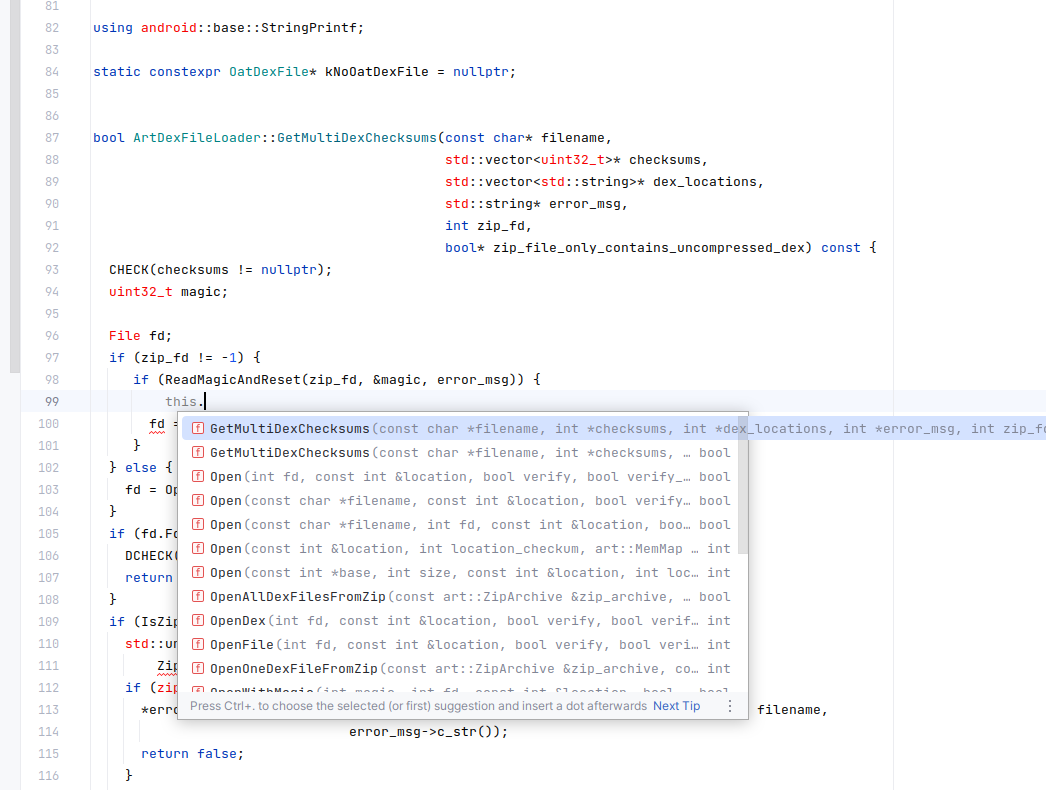 81
82 using android::base::StringPrintf;
83
84 static constexpr OatDexFile* kNoOatDexFile = nullptr;
85
86
87 bool ArtDexFileLoader::GetMultiDexChecksums(const char* filename,
88 std::vector<uint32_t>* checksums,
89 std::vector<std::string>* dex_locations,
90 std::string* error_msg,
91 int zip_fd,
92 bool* zip_file_only_contains_uncompressed_dex) const {
93 CHECK(checksums != nullptr);
94 uint32_t magic;
95
96 File fd;
97 if (zip_fd != -1) {
98 if (ReadMagicAndReset(zip_fd, &magic, error_msg)) {
99 this.
100 fd =
101 }
102 } else {
103 fd = Op
104 }
105 if (fd.Fd
106 DCHECK(
107 return
108 }
109 if (IsZip
110 std::un
111 Zip
112 if (zip
113 *erro filename,
114 error_msg->c_str());
115 return false;
116 }
f GetMultiDexChecksums(const char *filename, int *checksums, int *dex_locations, int *error_msg, int zip_fd
f GetMultiDexChecksums(const char *filename, int *checksums, … bool
f Open(int fd, const int &location, bool verify, bool verify_… bool
f Open(const char *filename, const int &location, bool verify… bool
f Open(const char *filename, int fd, const int &location, boo… bool
f Open(const int &location, int location_checkum, art::MemMap … int
f Open(const int *base, int size, const int &location, int loc… int
f OpenAllDexFilesFromZip(const art::ZipArchive &zip_archive, … bool
f OpenDex(int fd, const int &location, bool verify, bool verif… int
f OpenFile(int fd, const int &location, bool verify, bool veri… int
f OpenOneDexFileFromZip(const art::ZipArchive &zip_archive, co… int
f OpenWithMagic(int magic, int fd, const int &location, bool … bool
Press Ctrl+. to choose the selected (or first) suggestion and insert a dot afterwards Next Tip